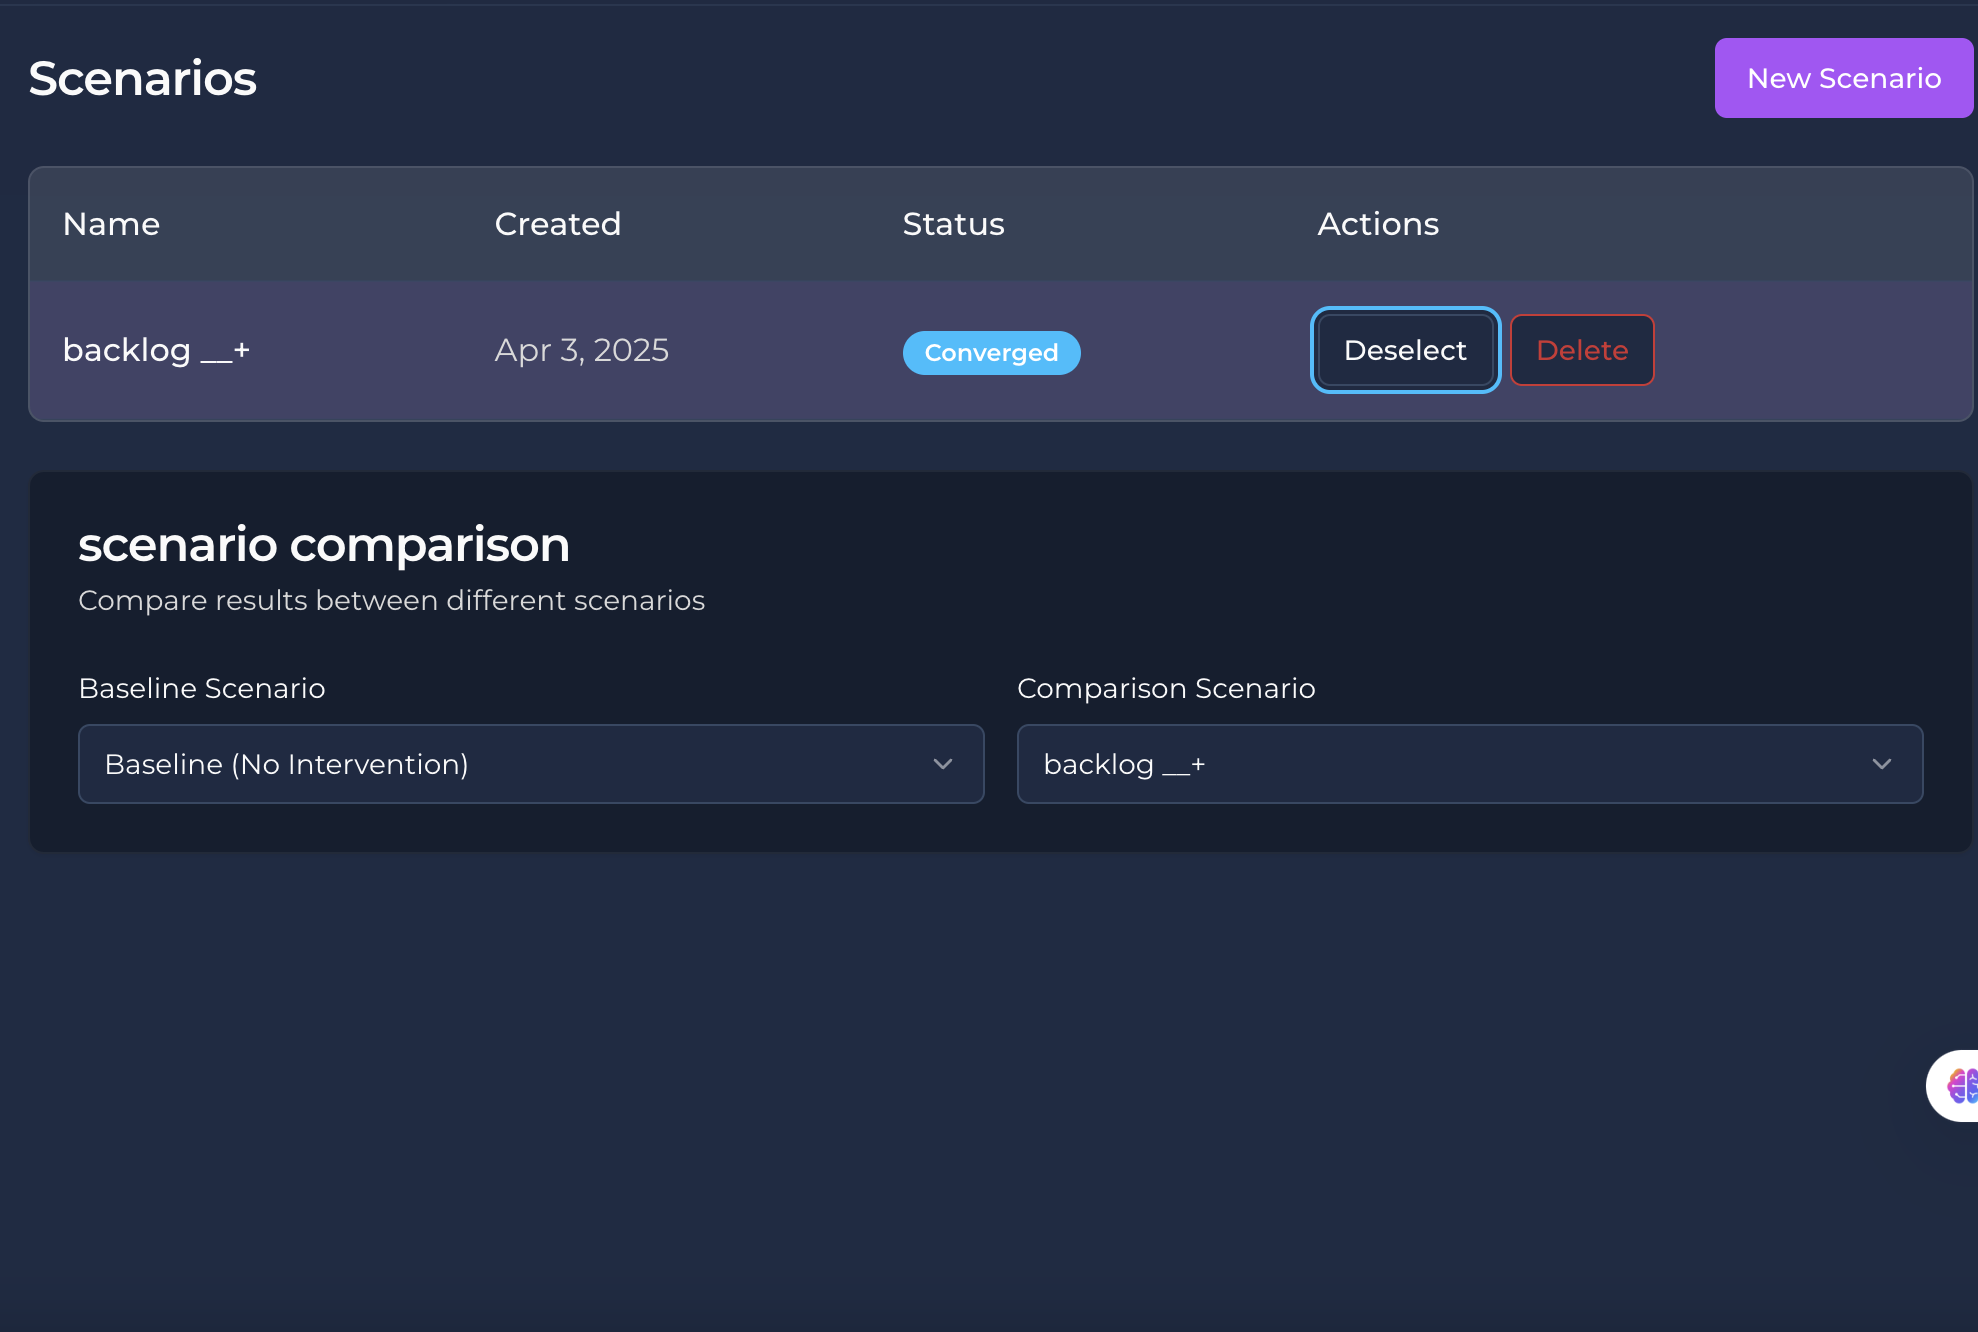 Scenarios
New Scenario
Name Created Status Actions
backlog __+ Apr 3, 2025 Converged Deselect Delete
scenario comparison
Compare results between different scenarios
Baseline Scenario Comparison Scenario
Baseline (No Intervention) backlog __+